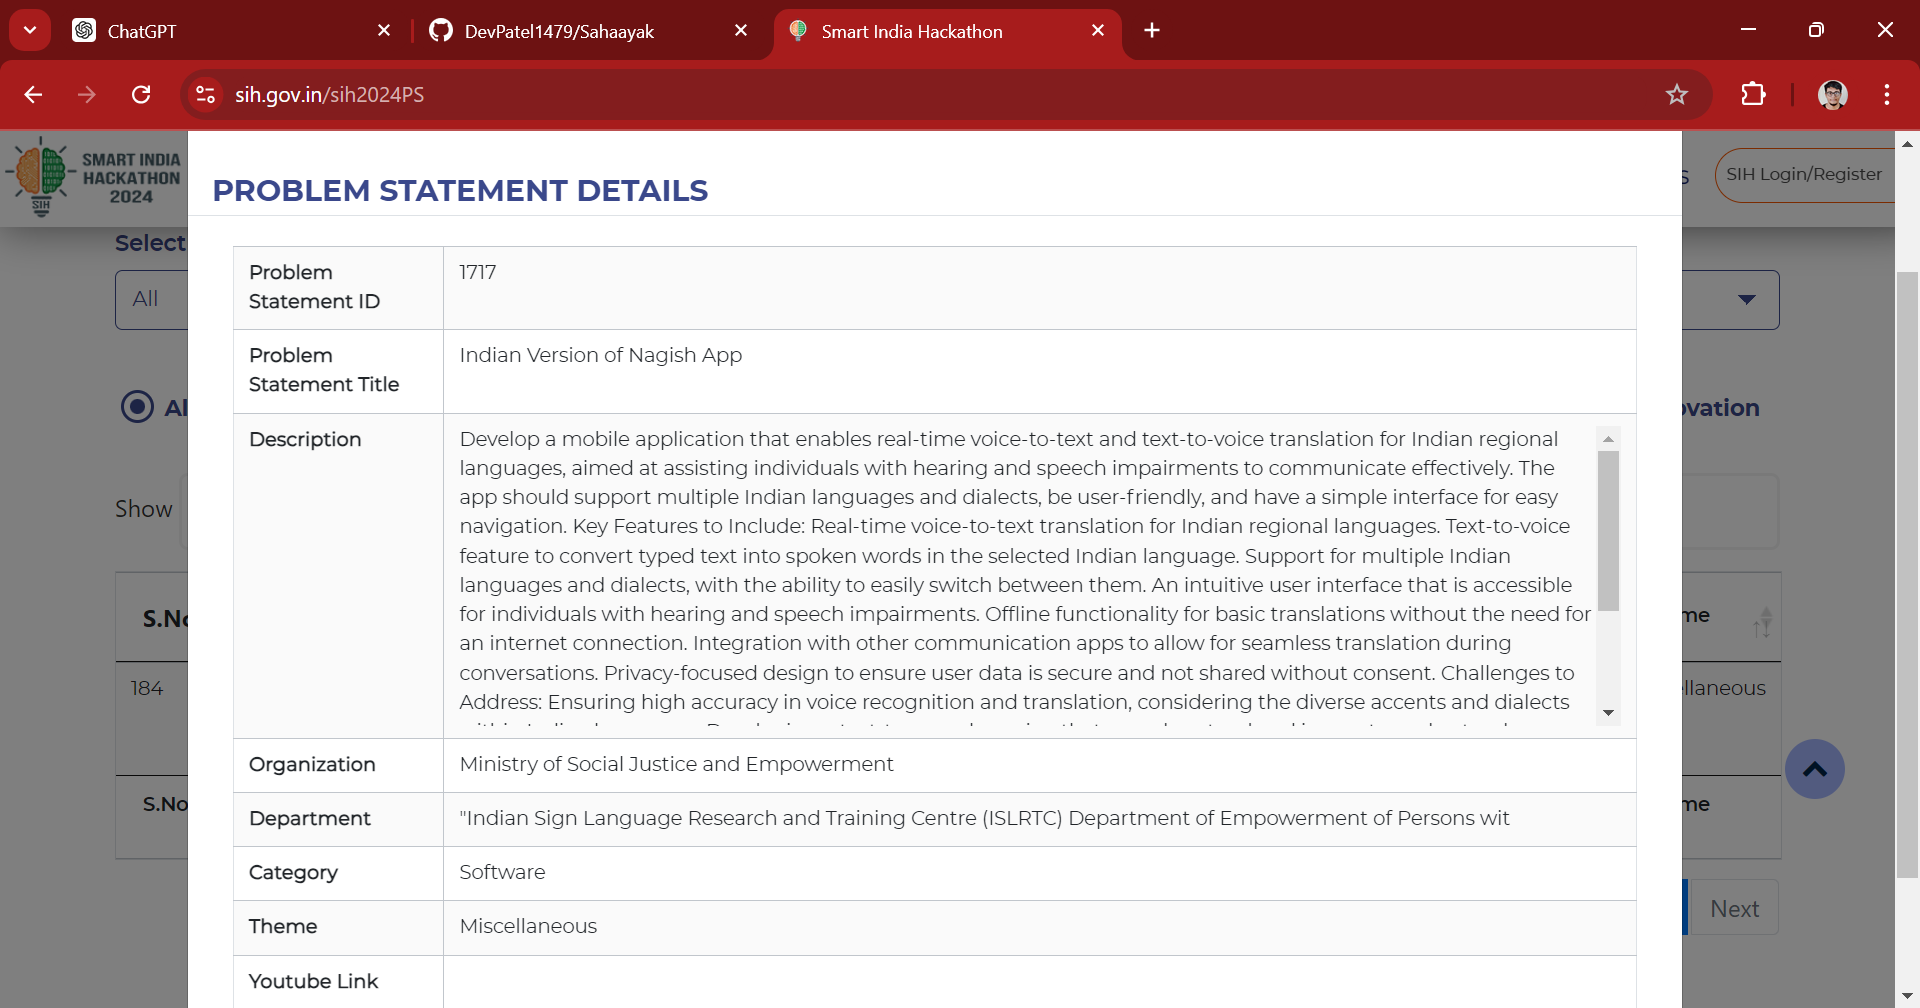 ChatGPT
DevPatel1479/Sahaayak
Smart India Hackathon
sih.gov.in/sih2024PS
SMART INDIA
HACKATHON
2024
SIH
PROBLEM STATEMENT DETAILS
S
SIH Login/Register
Select
All
Problem
Statement ID
1717
Problem
Statement Title
Indian Version of Nagish App
Al
ovation
Description
Develop a mobile application that enables real-time voice-to-text and text-to-voice translation for Indian regional
languages, aimed at assisting individuals with hearing and speech impairments to communicate effectively. The
app should support multiple Indian languages and dialects, be user-friendly, and have a simple interface for easy
navigation. Key Features to Include: Real-time voice-to-text translation for Indian regional languages. Text-to-voice
feature to convert typed text into spoken words in the selected Indian language. Support for multiple Indian
languages and dialects, with the ability to easily switch between them. An intuitive user interface that is accessible
for individuals with hearing and speech impairments. Offline functionality for basic translations without the need for
an internet connection. Integration with other communication apps to allow for seamless translation during
conversations. Privacy-focused design to ensure user data is secure and not shared without consent. Challenges to
Address: Ensuring high accuracy in voice recognition and translation, considering the diverse accents and dialects
Show
S.No
me
184
llaneous
Organization
Ministry of Social Justice and Empowerment
S.No
me
Department
"Indian Sign Language Research and Training Centre (ISLRTC) Department of Empowerment of Persons wit
Category
Software
Theme
Miscellaneous
Next
Youtube Link